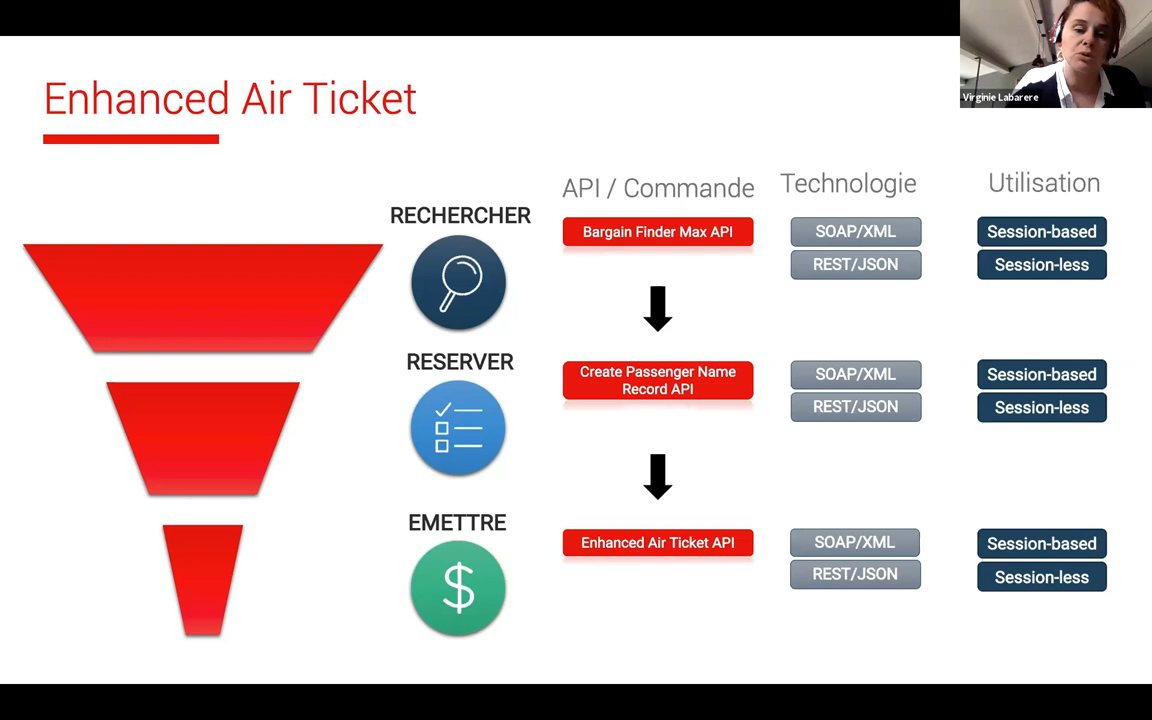 Virginie Labarere
Enhanced Air Ticket
API / Commande
Technologie
Utilisation
RECHERCHER
Bargain Finder Max API
SOAP/XML
Session-based
REST/JSON
Session-less
RESERVER
Create Passenger Name
Record API
SOAP/XML
Session-based
REST/JSON
Session-less
EMETTRE
Enhanced Air Ticket API
SOAP/XML
Session-based
REST/JSON
Session-less
$